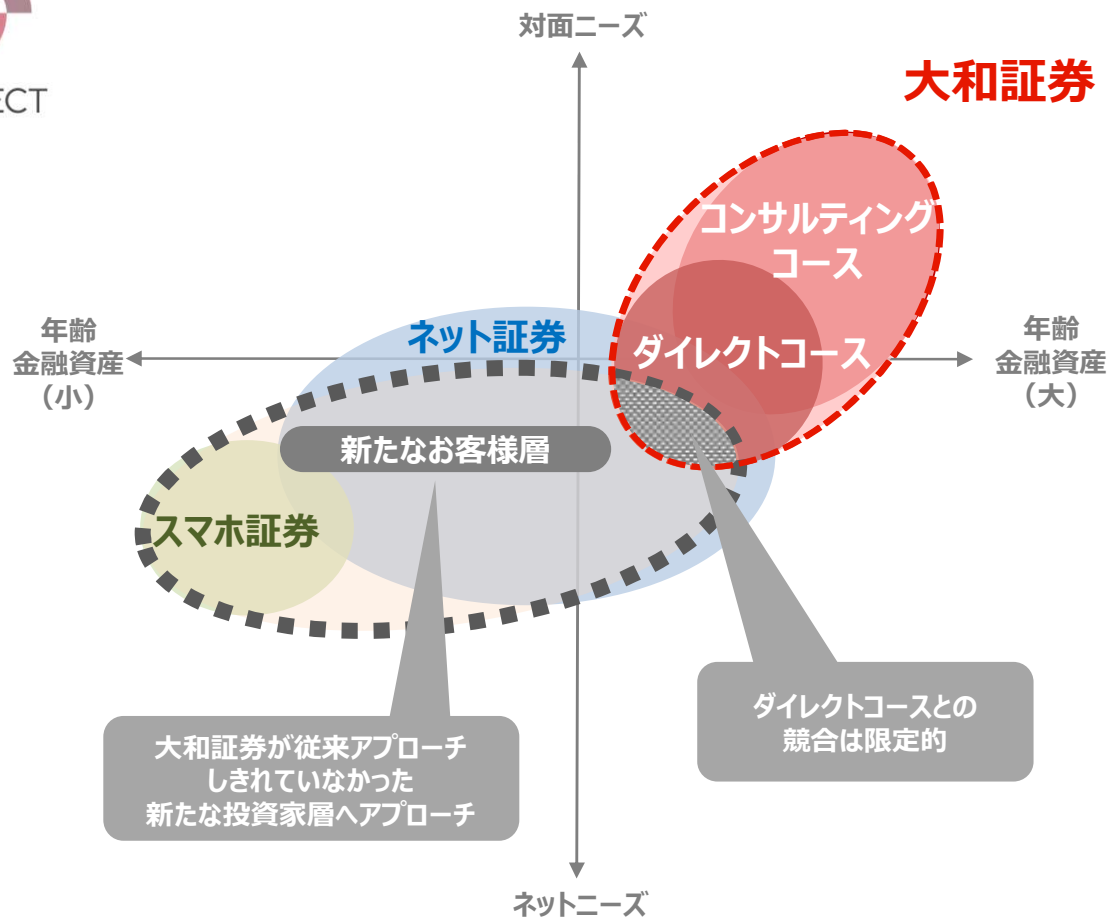 対面ニーズ
大和証券
コンサルティング
コース
年齢
金融資産
（小）
ネット証券
ダイレクトコース
年齢
金融資産
（大）
新たなお客様層
スマホ証券
ダイレクトコースとの
競合は限定的
大和証券が従来アプローチ
しきれていなかった
新たな投資家層へアプローチ
ネットニーズ